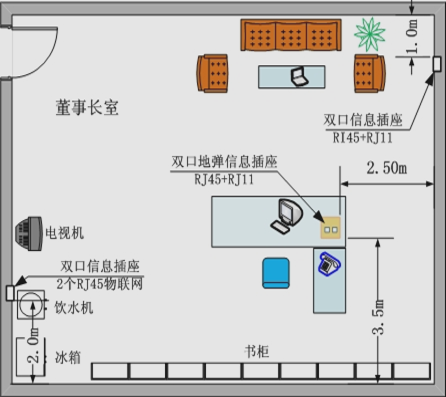 1.0m
董事长室
双口信息插座
RI45+RJ11
双口地弹信息插座
RJ45+RJ11
2.50m
电视机
双口信息插座
2个RJ45物联网
饮水机
3.5m
2.0m
冰箱
书柜